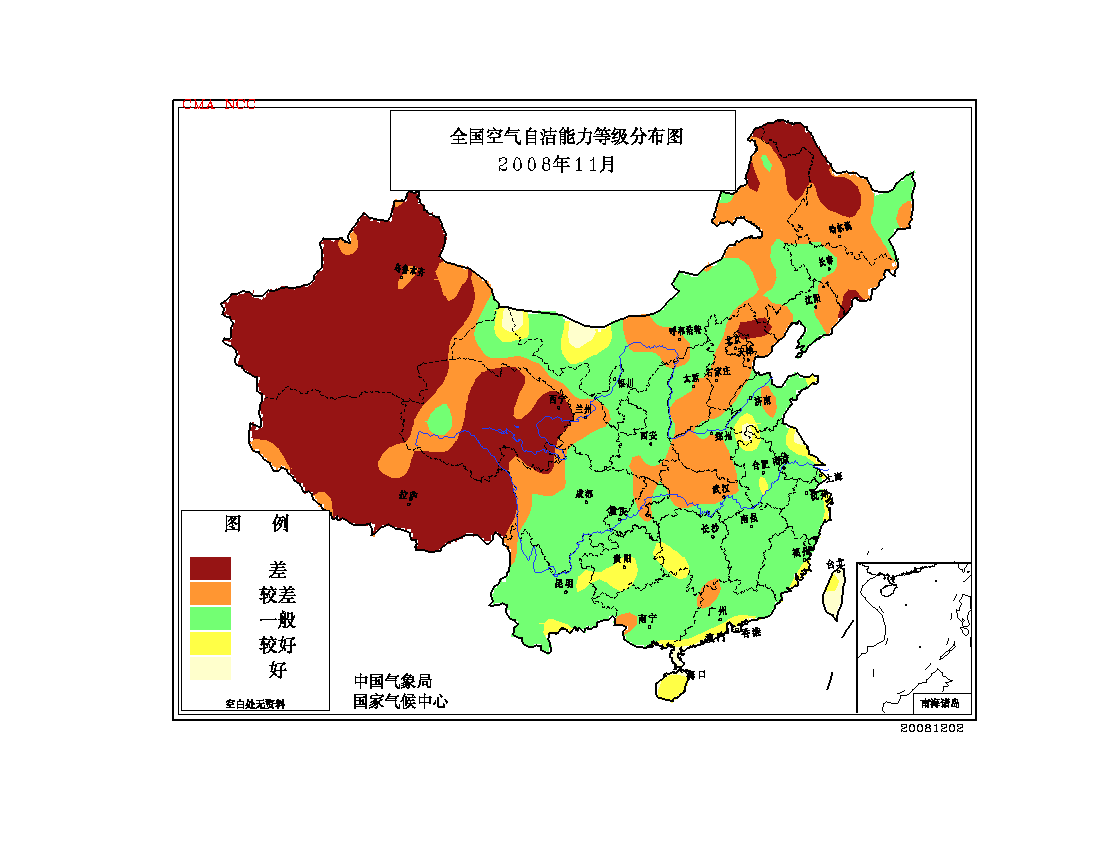 CMA NCC
全国空气自洁能力等级分布图
2008年11月
哈尔滨
长春
乌鲁木齐
沈阳
呼和浩特
北京
天津
银川
太原
石家庄
西宁
兰州
济南
西安
郑州
合肥
南京
上海
拉萨
成都
武汉
杭州
重庆
长沙
南昌
贵阳
福州
昆明
台北
南宁
广州
澳门
香港
海口
图 例
差
较差
一般
较好
好
空白处无资料
中国气象局
国家气候中心
南海诸岛
20081202